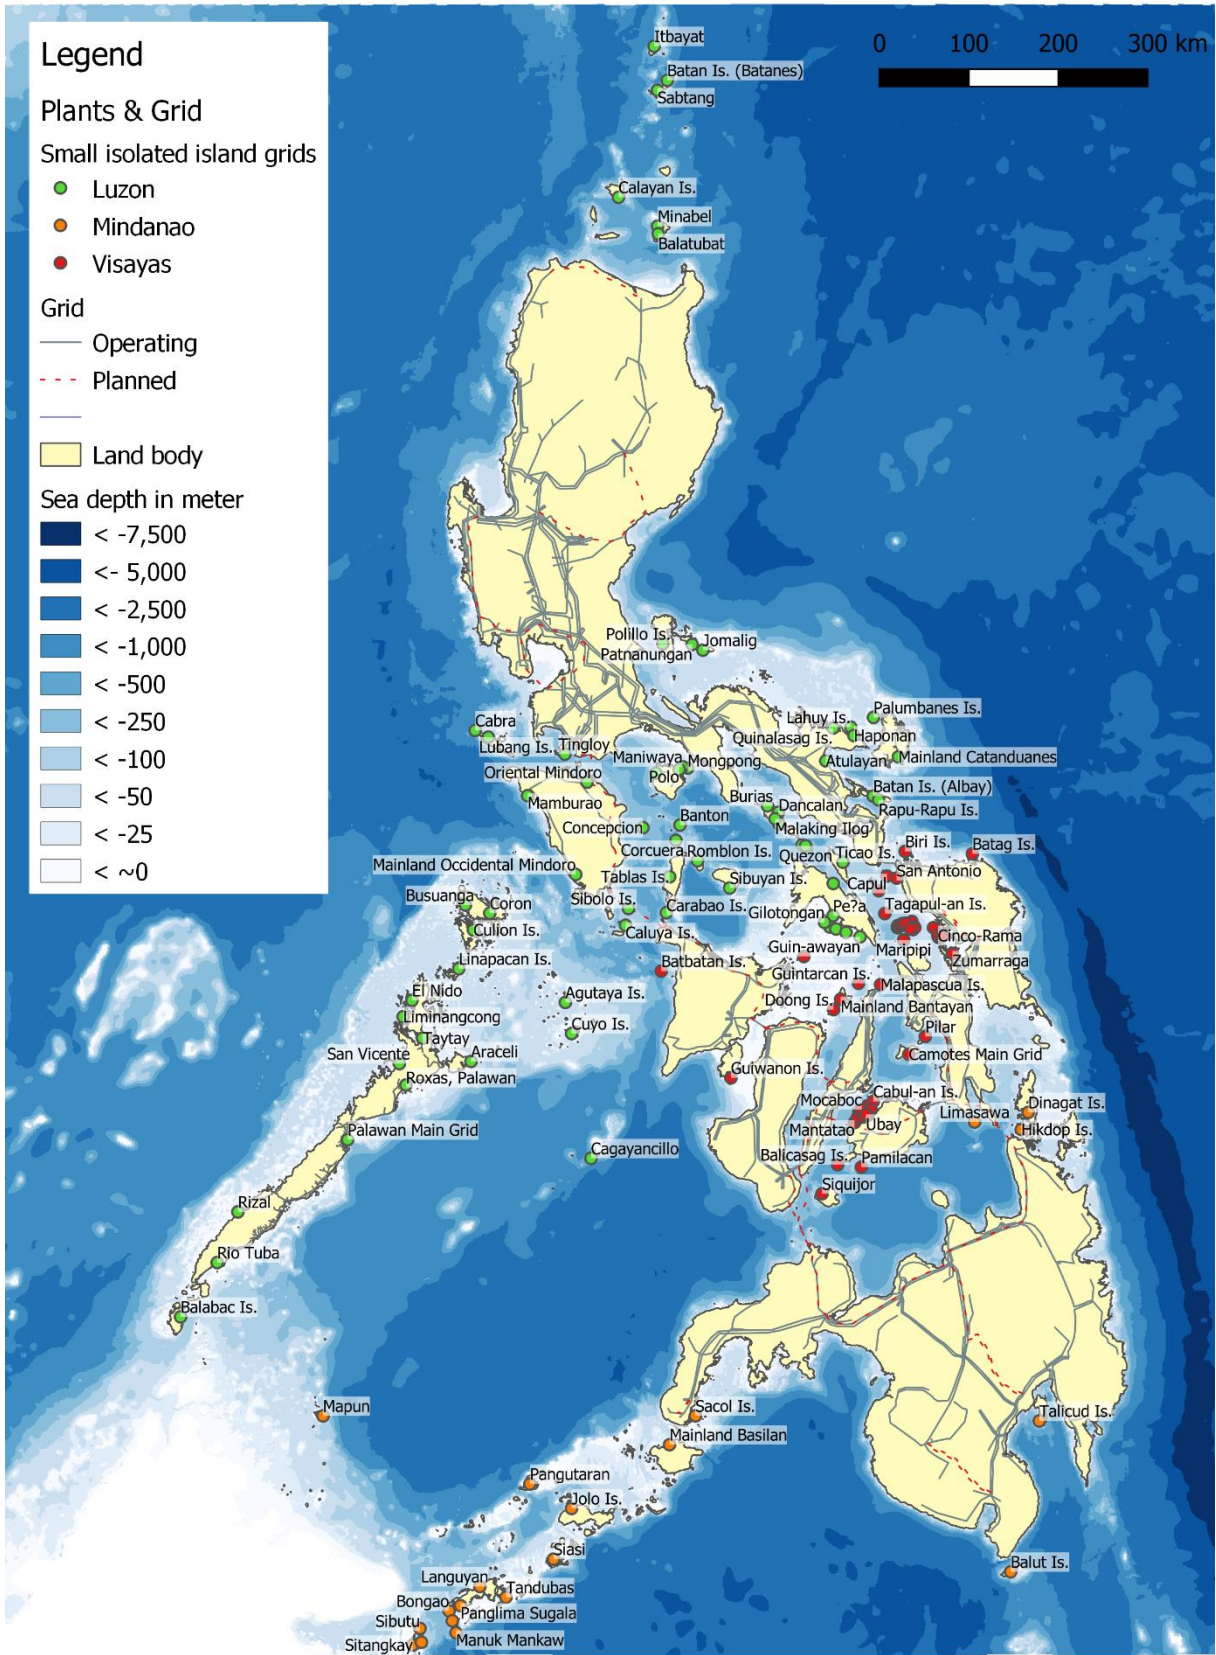 Legend
Plants & Grid
Small isolated island grids
Luzon
Mindanao
Visayas
Grid
Operating
Planned
Land body
Sea depth in meter
< -7,500
<- 5,000
< -2,500
< -1,000
< -500
< -250
< -100
< -50
< -25
< ~0
0 100 200 300 km
Itbayat
Batan Is. (Batanes)
Sabtang
Calayan Is.
Minabel
Balatubat
Polillo Is.
Jomalig
Patnanungan
Palumbanes Is.
Lahuy Is.
Cabra
Haponan
Quinalasag Is.
Lubang Is.
Tingloy
Maniwaya
Mongpong
Atulayan
Mainland Catanduanes
Oriental Mindoro
Polo
Mamburao
Burias
Dancalan
Batan Is. (Albay)
Rapu-Rapu Is.
Concepcion
Banton
Malaking Ilog
Biri Is.
Batag Is.
Corcuera
Romblon Is.
Quezon
Ticao Is.
Mainland Occidental Mindoro
Tablas Is.
Sibuyan Is.
Capul
San Antonio
Busuanga
Coron
Sibolo Is.
Carabao Is.
Gilotongan
Pe?a
Tagapul-an Is.
Culion Is.
Caluya Is.
Cinco-Rama
Guin-awayan
Maripipi
Zumarraga
Linapacan Is.
Batbatan Is.
Guintarcan Is.
Malapascua Is.
El Nido
Agutaya Is.
Doong Is.
Mainland Bantayan
Liminangcong
Cuyo Is.
Pilar
Taytay
San Vicente
Araceli
Camotes Main Grid
Roxas, Palawan
Guiwanon Is.
Cabul-an Is.
Mocaboc
Dinagat Is.
Limasawa
Mantatao
Ubay
Hikdop Is.
Palawan Main Grid
Cagayancillo
Balicasag Is.
Pamilacan
Siquijor
Rizal
Rio Tuba
Balabac Is.
Mapun
Sacol Is.
Talicud Is.
Mainland Basilan
Pangutaran
Jolo Is.
Siasi
Balut Is.
Languyan
Tandubas
Bongao
Panglima Sugala
Sibutu
Manuk Mankaw
Sitangkay